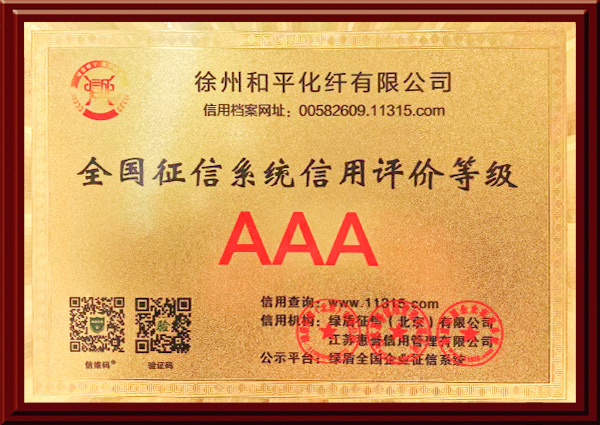 徐州和平化纤有限公司
信用档案网址：00582609.11315.com
全国征信系统信用评价等级
AAA
信用查询：www.11315.com
信用机构：绿盾征信（北京）有限公司
江苏惠誉信用管理有限公司
公示平台：绿盾全国企业征信系统
信维码®
验证码